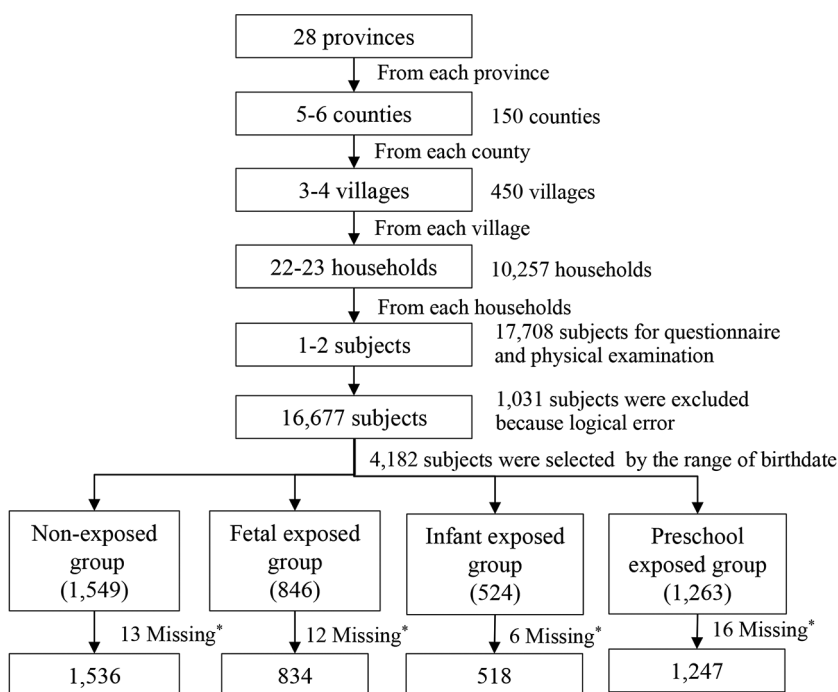 28 provinces
From each province
5-6 counties
150 counties
From each county
3-4 villages
450 villages
From each village
22-23 households
10,257 households
From each households
1-2 subjects
17,708 subjects for questionnaire
and physical examination
16,677 subjects
1,031 subjects were excluded
because logical error
4,182 subjects were selected by the range of birthdate
Non-exposed
group
(1,549)
Fetal exposed
group
(846)
Infant exposed
group
(524)
Preschool
exposed group
(1,263)
13 Missing*
12 Missing*
6 Missing*
16 Missing*
1,536
834
518
1,247